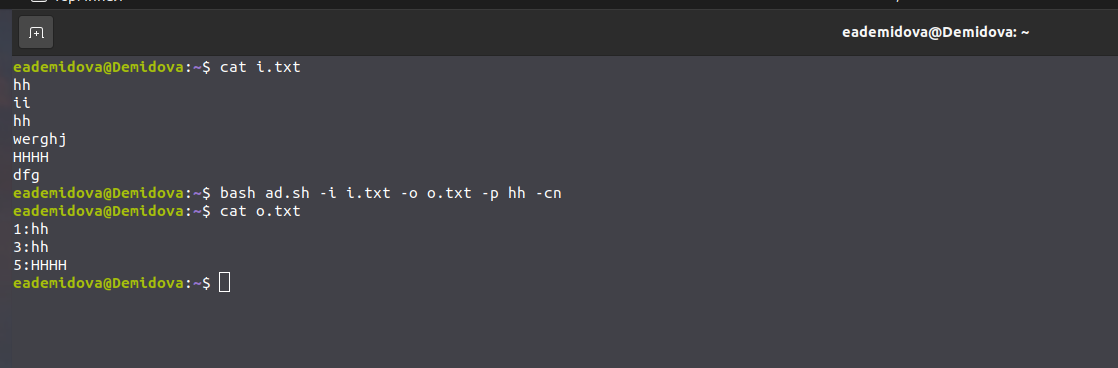 eademidova@Demidova: ~
eademidova@Demidova:~$ cat i.txt
hh
ii
hh
werghj
HHHH
dfg
eademidova@Demidova:~$ bash ad.sh -i i.txt -o o.txt -p hh -cn
eademidova@Demidova:~$ cat o.txt
1:hh
3:hh
5:HHHH
eademidova@Demidova:~$